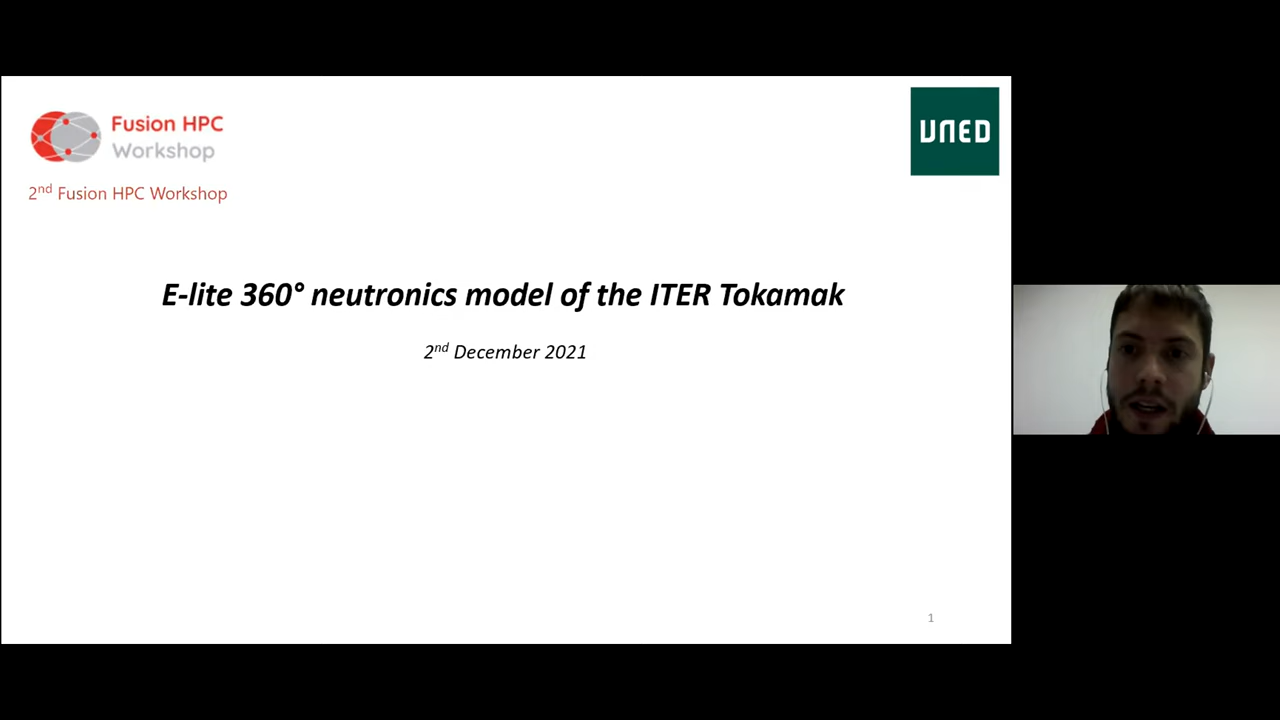 Fusion HPC
Workshop
UNED
2nd Fusion HPC Workshop
E-lite 360° neutronics model of the ITER Tokamak
2nd December 2021
1